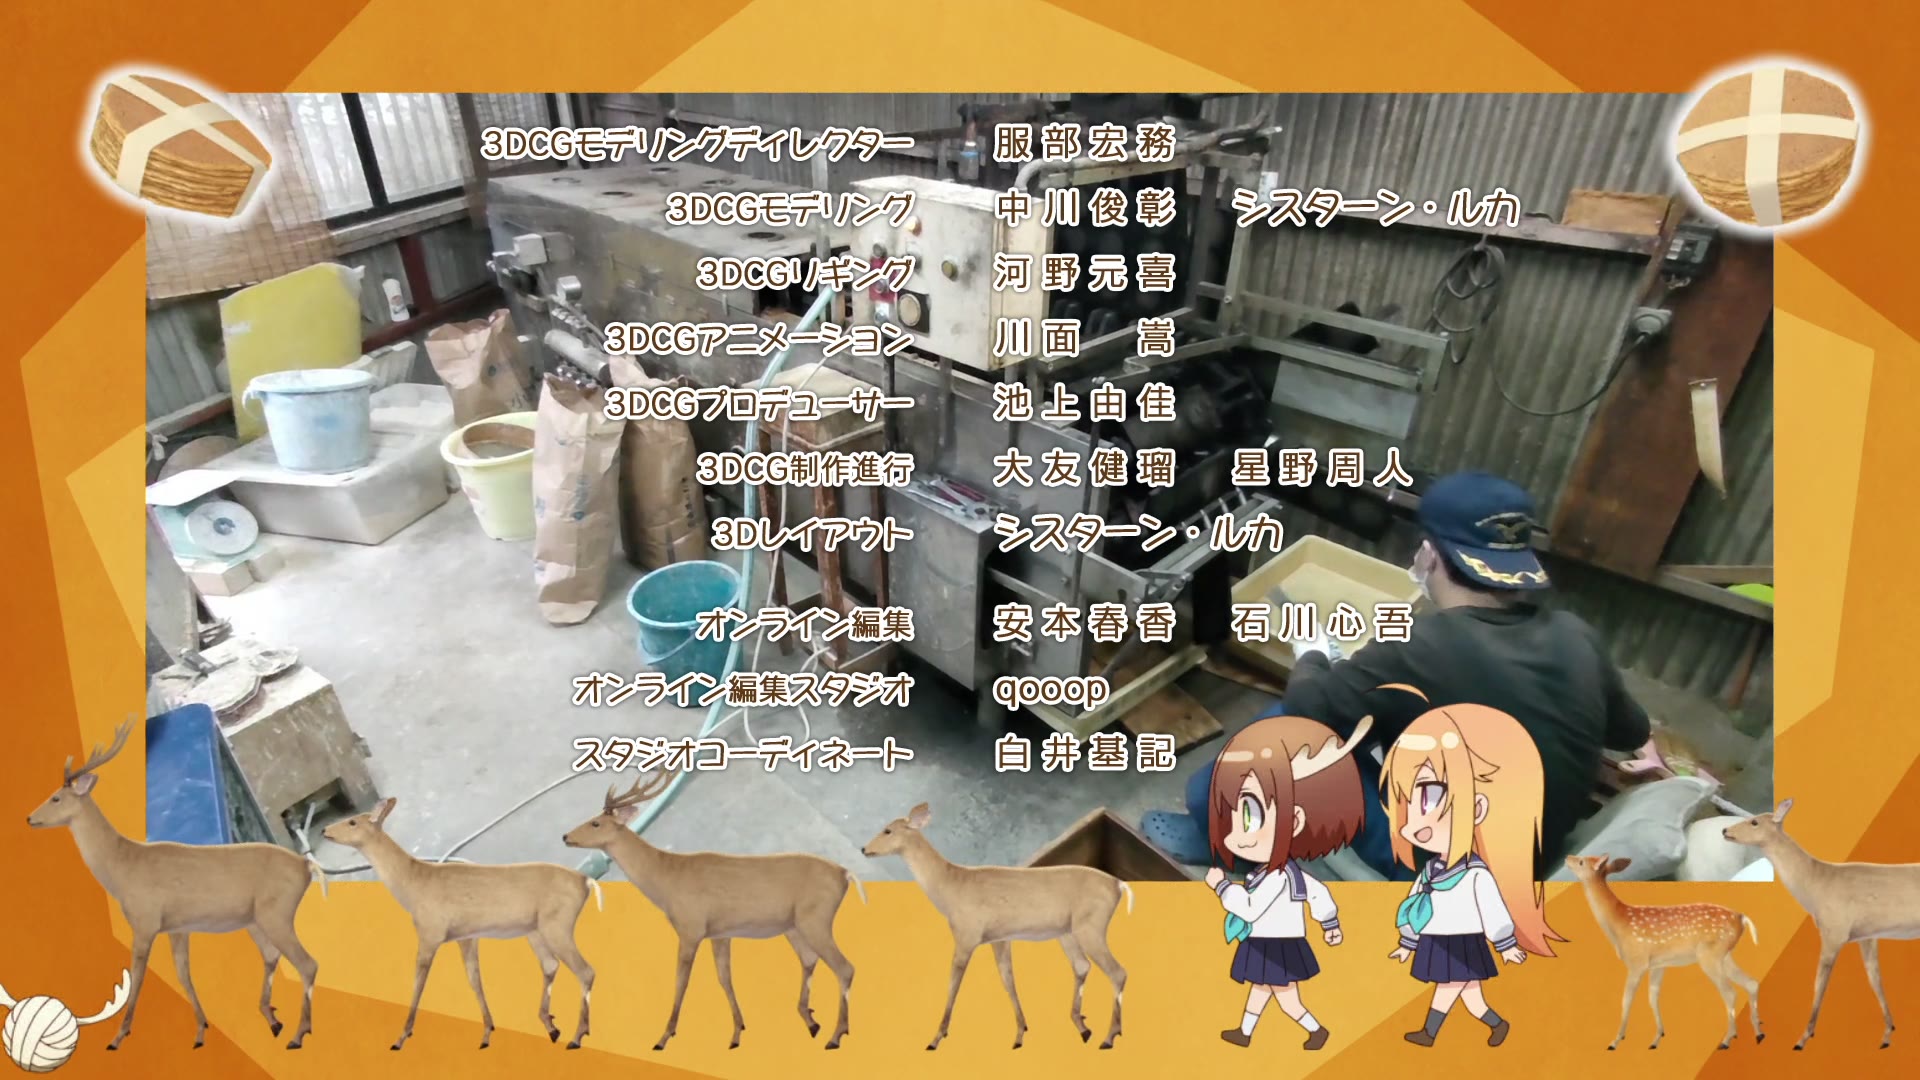 3DCGモデリングディレクター 服部宏務
3DCGモデリング 中川俊彰 シスターン・ルカ
3DCGリギング 河野元喜
3DCGアニメーション 川面 嵩
3DCGプロデューサー 池上由佳
3DCG制作進行 大友健瑠 星野周人
3Dレイアウト シスターン・ルカ
オンライン編集 安本春香 石川心吾
オンライン編集スタジオ qooop
スタジオコーディネート 白井基記